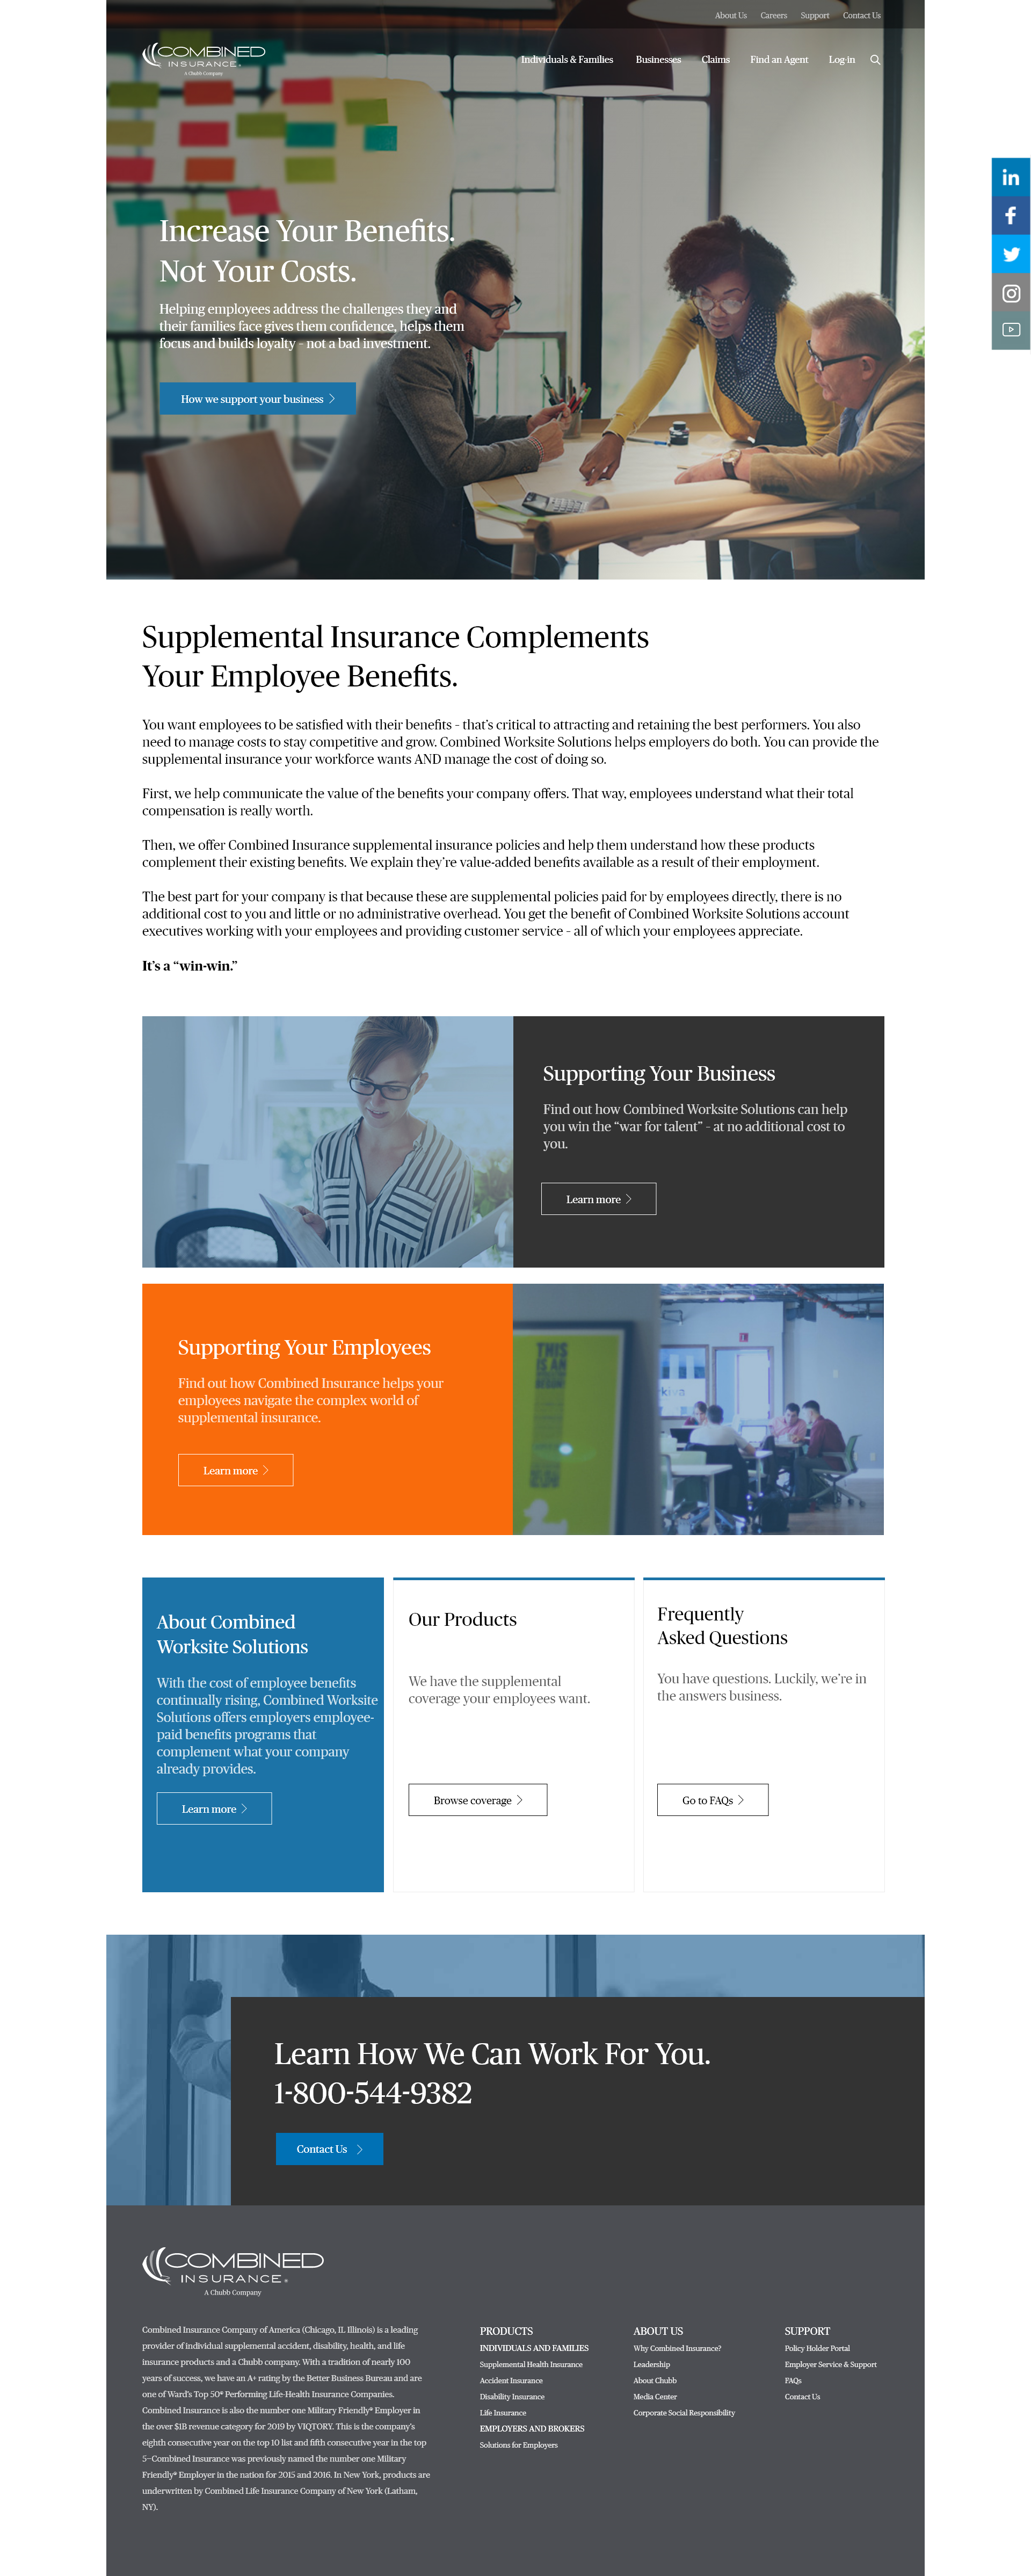 About Us Careers Support Contact Us
COMBINED
INSURANCE®
A Chubb Company
Individuals & Families Businesses Claims Find an Agent Log-in
in
f
Increase Your Benefits.
Not Your Costs.
Helping employees address the challenges they and
their families face gives them confidence, helps them
focus and builds loyalty - not a bad investment.
How we support your business
Supplemental Insurance Complements
Your Employee Benefits.
You want employees to be satisfied with their benefits - that’s critical to attracting and retaining the best performers. You also
need to manage costs to stay competitive and grow. Combined Worksite Solutions helps employers do both. You can provide the
supplemental insurance your workforce wants AND manage the cost of doing so.
First, we help communicate the value of the benefits your company offers. That way, employees understand what their total
compensation is really worth.
Then, we offer Combined Insurance supplemental insurance policies and help them understand how these products
complement their existing benefits. We explain they’re value-added benefits available as a result of their employment.
The best part for your company is that because these are supplemental policies paid for by employees directly, there is no
additional cost to you and little or no administrative overhead. You get the benefit of Combined Worksite Solutions account
executives working with your employees and providing customer service - all of which your employees appreciate.
It’s a “win-win.”
Supporting Your Business
Find out how Combined Worksite Solutions can help
you win the “war for talent” - at no additional cost to
you.
Learn more
Supporting Your Employees
Find out how Combined Insurance helps your
employees navigate the complex world of
supplemental insurance.
Learn more
THIS
IS AN
kiva
About Combined
Worksite Solutions
With the cost of employee benefits
continually rising, Combined Worksite
Solutions offers employers employee-
paid benefits programs that
complement what your company
already provides.
Learn more
Our Products
We have the supplemental
coverage your employees want.
Browse coverage
Frequently
Asked Questions
You have questions. Luckily, we’re in
the answers business.
Go to FAQs
Learn How We Can Work For You.
1-800-544-9382
Contact Us
COMBINED
INSURANCE®
A Chubb Company
Combined Insurance Company of America (Chicago, IL Illinois) is a leading
provider of individual supplemental accident, disability, health, and life
insurance products and a Chubb company. With a tradition of nearly 100
years of success, we have an A+ rating by the Better Business Bureau and are
one of Ward’s Top 50® Performing Life-Health Insurance Companies.
Combined Insurance is also the number one Military Friendly® Employer in
the over $1B revenue category for 2019 by VIQTORY. This is the company’s
eighth consecutive year on the top 10 list and fifth consecutive year in the top
5—Combined Insurance was previously named the number one Military
Friendly® Employer in the nation for 2015 and 2016. In New York, products are
underwritten by Combined Life Insurance Company of New York (Latham,
NY).
PRODUCTS
INDIVIDUALS AND FAMILIES
Supplemental Health Insurance
Accident Insurance
Disability Insurance
Life Insurance
EMPLOYERS AND BROKERS
Solutions for Employers
ABOUT US
Why Combined Insurance?
Leadership
About Chubb
Media Center
Corporate Social Responsibility
SUPPORT
Policy Holder Portal
Employer Service & Support
FAQs
Contact Us